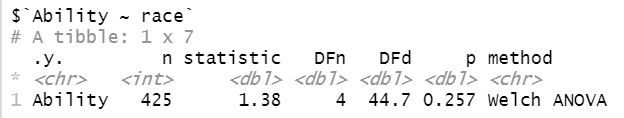 $`Ability ~ race`
# A tibble: 1 x 7
.y. n statistic DFn DFd p method
* <chr> <int> <dbl> <dbl> <dbl> <dbl> <chr>
1 Ability 425 1.38 4 44.7 0.257 Welch ANOVA